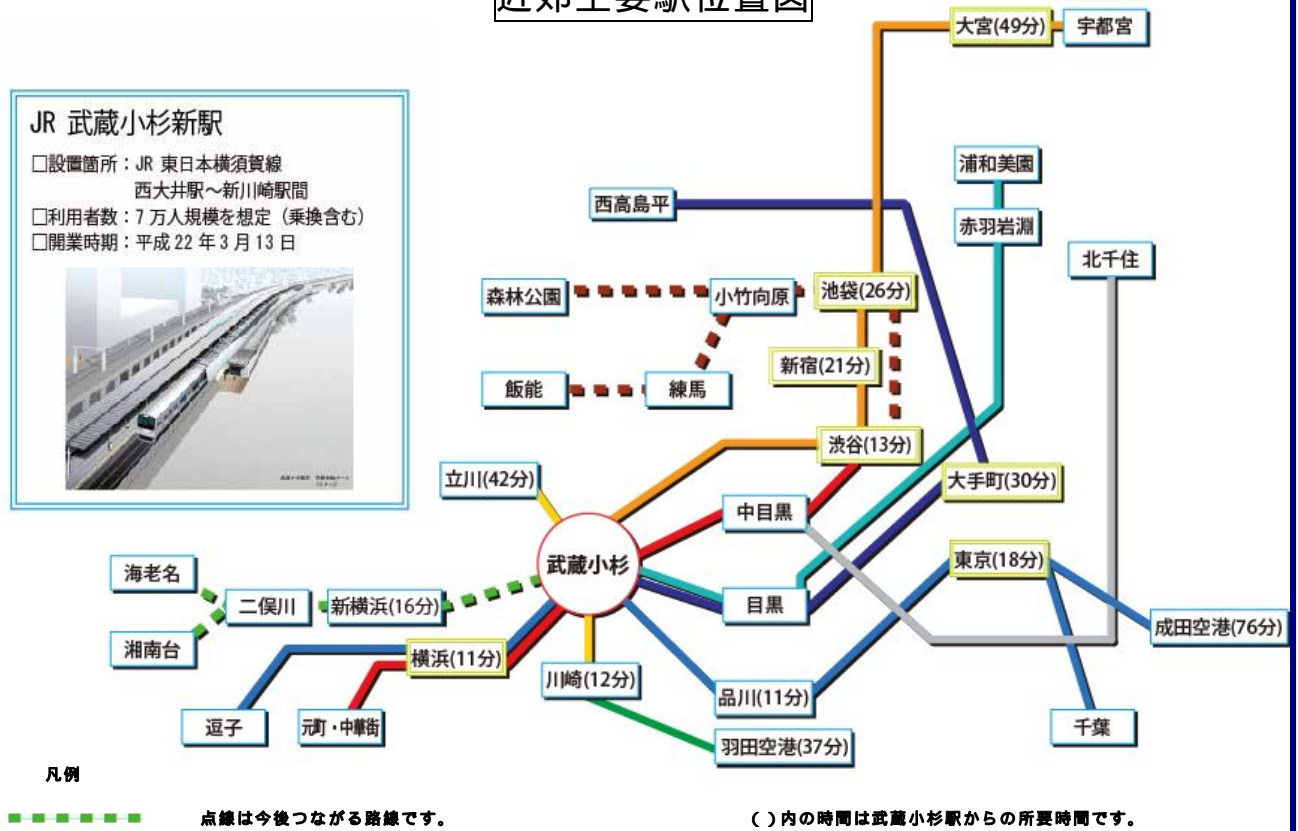 近郊主要駅位置図
大宮(49分)
宇都宮
JR 武蔵小杉新駅
□設置箇所：JR 東日本横須賀線
西大井駅～新川崎駅間
□利用者数：7 万人規模を想定（乗換含む）
□開業時期：平成 22 年 3 月 13 日
浦和美園
西高島平
赤羽岩淵
北千住
森林公園
小竹向原
池袋(26分)
新宿(21分)
飯能
練馬
渋谷(13分)
立川(42分)
大手町(30分)
中目黒
武蔵小杉
東京(18分)
海老名
二俣川
新横浜(16分)
目黒
成田空港(76分)
湘南台
横浜(11分)
川崎(12分)
品川(11分)
逗子
元町・中華街
千葉
羽田空港(37分)
凡例
点線は今後つながる路線です。
( )内の時間は武蔵小杉駅からの所要時間です。